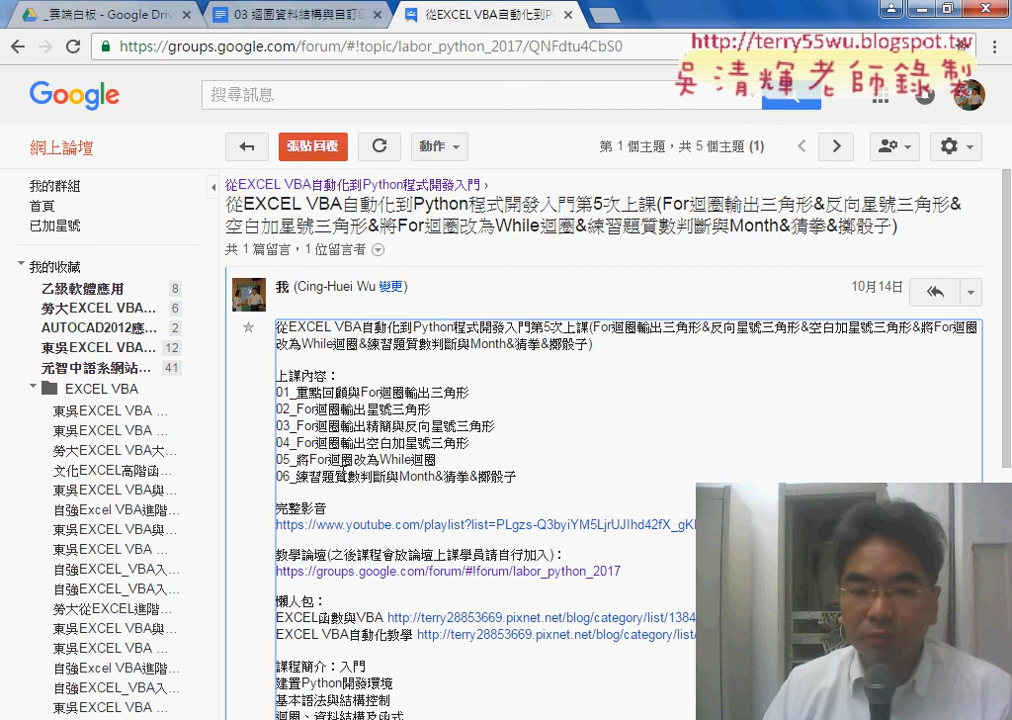 _雲端白板 - Google Driv
03 迴圈資料結構與自訂函
從EXCEL VBA自動化到Py
https://groups.google.com/forum/#!topic/labor_python_2017/QNFdtu4CbS0
http://terry55wu.blogspot.tw
吳清輝老師錄製
Google
搜尋訊息
網上論壇
張貼回覆
動作
第 1 個主題，共 5 個主題 (1)
我的群組
首頁
已加星號
我的收藏
乙級軟體應用 8
勞大EXCEL VBA... 6
AUTOCAD2012應... 2
東吳EXCEL VBA... 12
元智中語系網站... 41
EXCEL VBA
東吳EXCEL VBA ...
東吳EXCEL VBA ...
勞大EXCEL VBA大...
文化EXCEL高階函...
東吳EXCEL VBA與...
自強Excel VBA進階...
東吳EXCEL VBA與...
東吳EXCEL VBA ...
自強EXCEL_VBA入...
自強EXCEL_VBA入...
勞大從EXCEL進階...
東吳EXCEL VBA與...
東吳EXCEL VBA ...
自強Excel VBA進階...
自強EXCEL_VBA入...
東吳EXCEL VBA ...
從EXCEL VBA自動化到Python程式開發入門 ›
從EXCEL VBA自動化到Python程式開發入門第5次上課(For迴圈輸出三角形&反向星號三角形&
空白加星號三角形&將For迴圈改為While迴圈&練習題質數判斷與Month&猜拳&擲骰子)
共 1 篇留言，1 位留言者
我 (Cing-Huei Wu 變更)
10月14日
從EXCEL VBA自動化到Python程式開發入門第5次上課(For迴圈輸出三角形&反向星號三角形&空白加星號三角形&將For迴圈
改為While迴圈&練習題質數判斷與Month&猜拳&擲骰子)
上課內容：
01_重點回顧與For迴圈輸出三角形
02_For迴圈輸出星號三角形
03_For迴圈輸出精簡與反向星號三角形
04_For迴圈輸出空白加星號三角形
05_將For迴圈改為While迴圈
06_練習題質數判斷與Month&猜拳&擲骰子
完整影音
https://www.youtube.com/playlist?list=PLgzs-Q3byiYM5LjrUJIhd42fX_gK
教學論壇(之後課程會放論壇上課學員請自行加入)：
https://groups.google.com/forum/#!forum/labor_python_2017
懶人包：
EXCEL函數與VBA http://terry28853669.pixnet.net/blog/category/list/1384
EXCEL VBA自動化教學 http://terry28853669.pixnet.net/blog/category/list/
課程簡介：入門
建置Python開發環境
基本語法與結構控制
迴圈、資料結構及函式